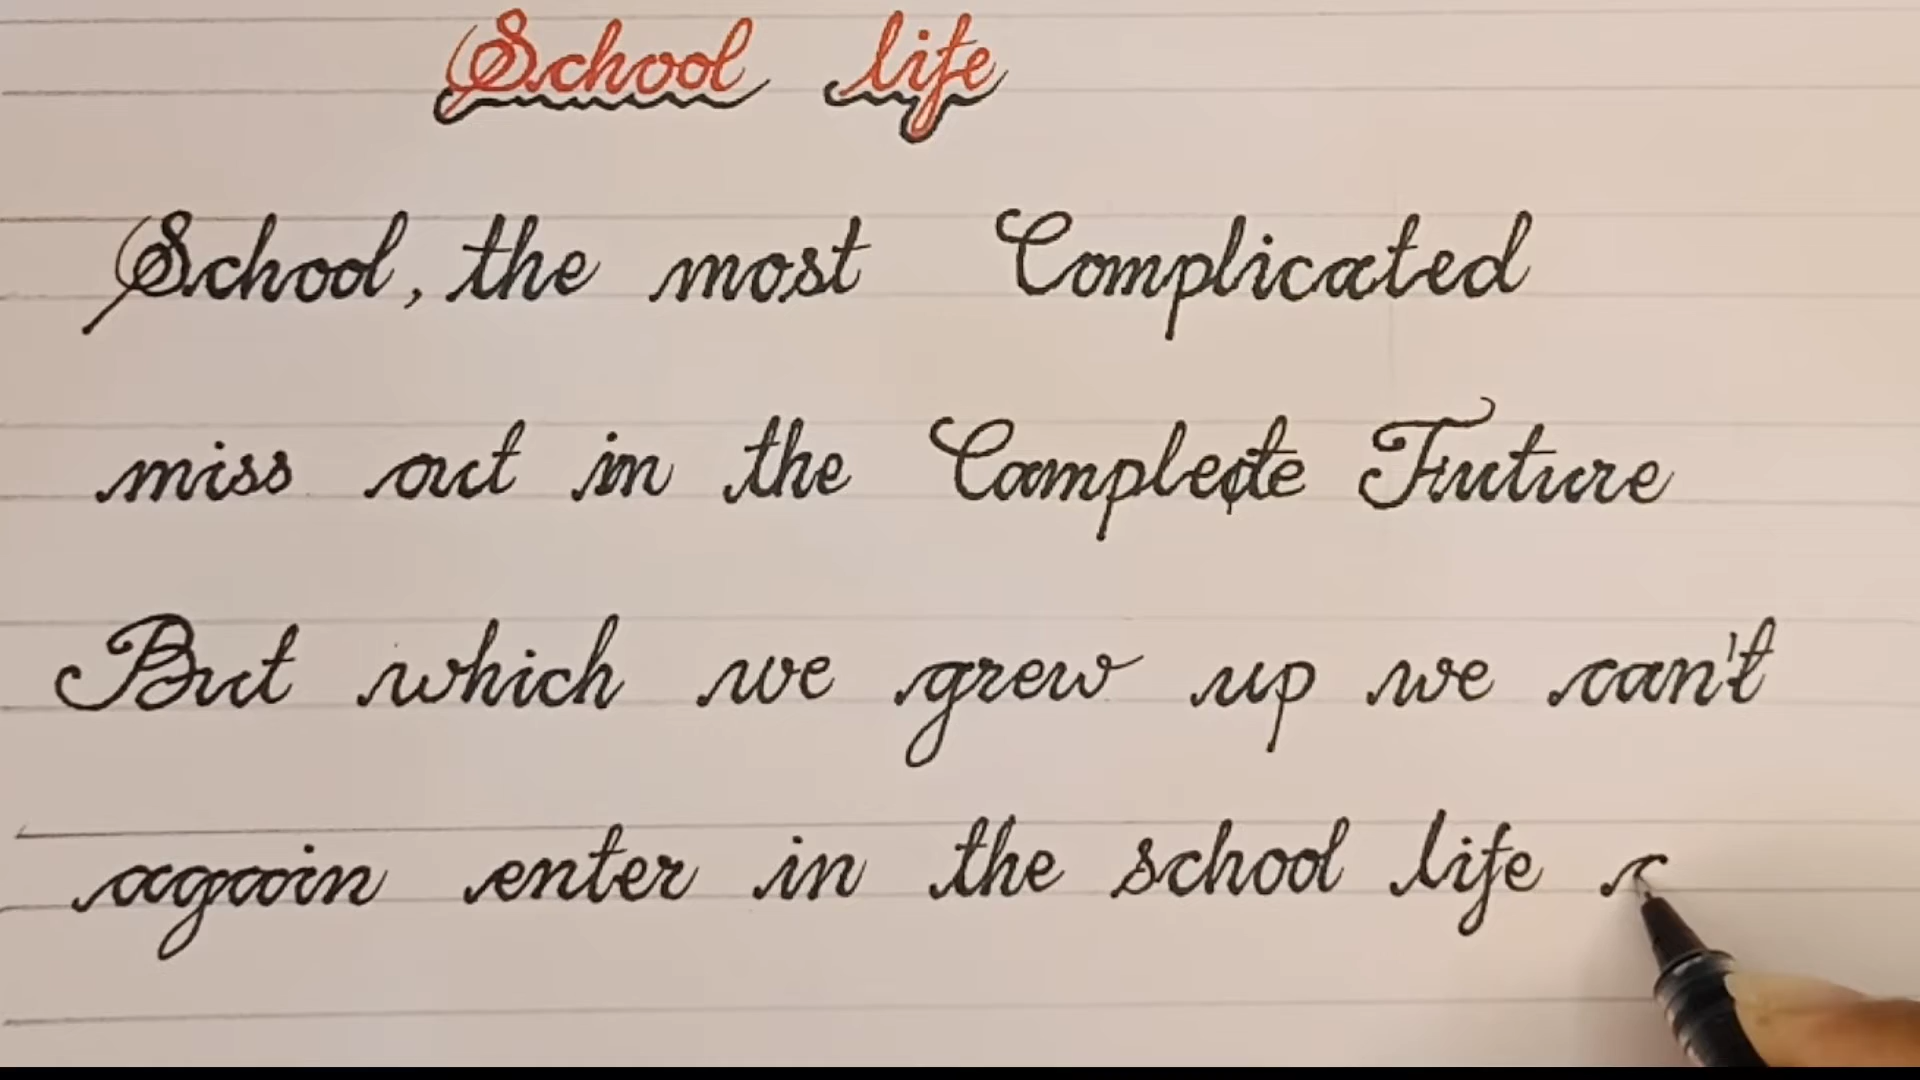 School life
School, the most Complicated
miss out in the Complete Future
But which we grew up we can't
again enter in the school life